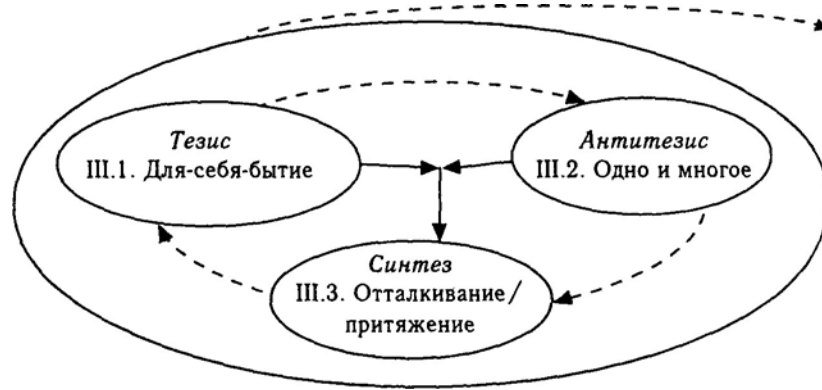 Тезис
III.1. Для-себя-бытие
Антитезис
III.2. Одно и многое
Синтез
III.3. Отталкивание/
притяжение